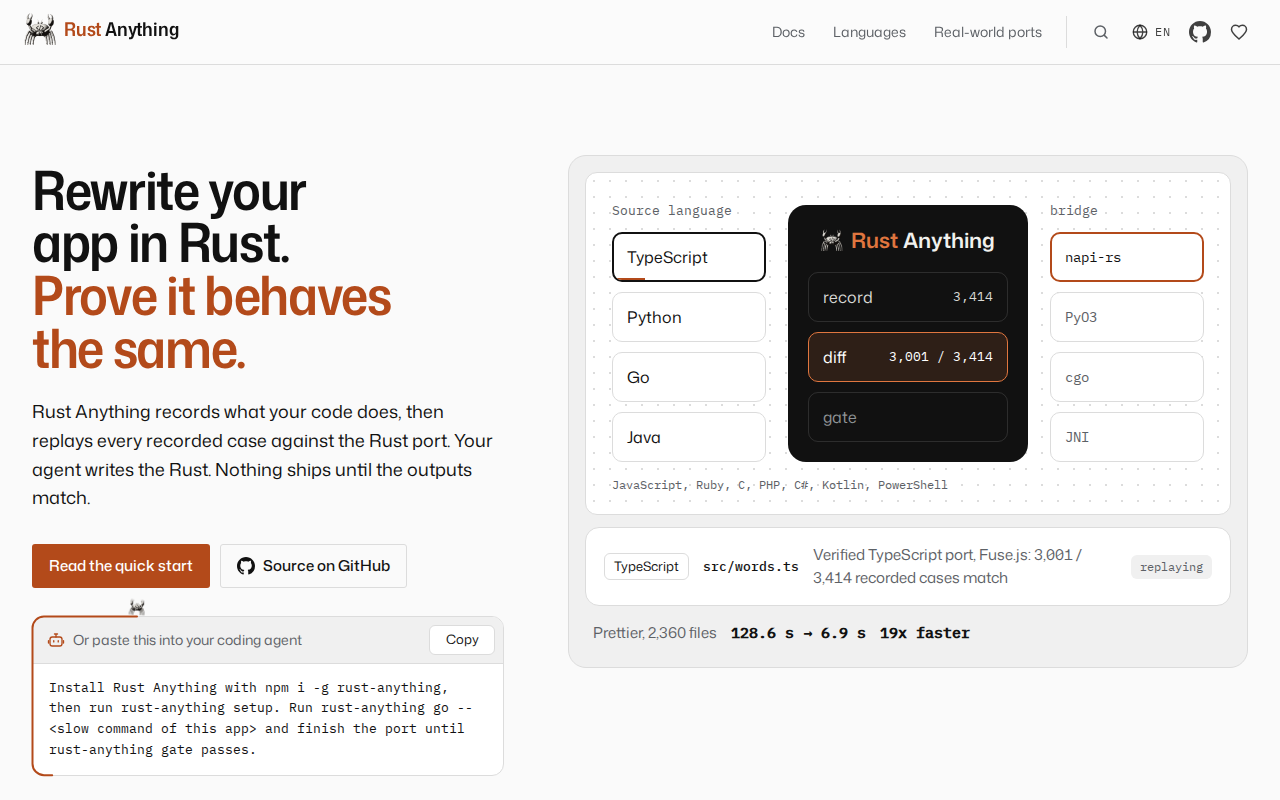 Rust Anything
Docs
Languages
Real-world ports
EN
Rewrite your
app in Rust.
Prove it behaves
the same.
Rust Anything records what your code does, then
replays every recorded case against the Rust port. Your
agent writes the Rust. Nothing ships until the outputs
match.
Read the quick start
Source on GitHub
Or paste this into your coding agent
Copy
Install Rust Anything with npm i -g rust-anything,
then run rust-anything setup. Run rust-anything go --
<slow command of this app> and finish the port until
rust-anything gate passes.
Source language
TypeScript
Python
Go
Java
Rust Anything
record 3,414
diff 3,001 / 3,414
gate
bridge
napi-rs
PyO3
cgo
JNI
JavaScript, Ruby, C, PHP, C#, Kotlin, PowerShell
TypeScript
src/words.ts
Verified TypeScript port, Fuse.js: 3,001 /
3,414 recorded cases match
replaying
Prettier, 2,360 files 128.6 s → 6.9 s 19x faster